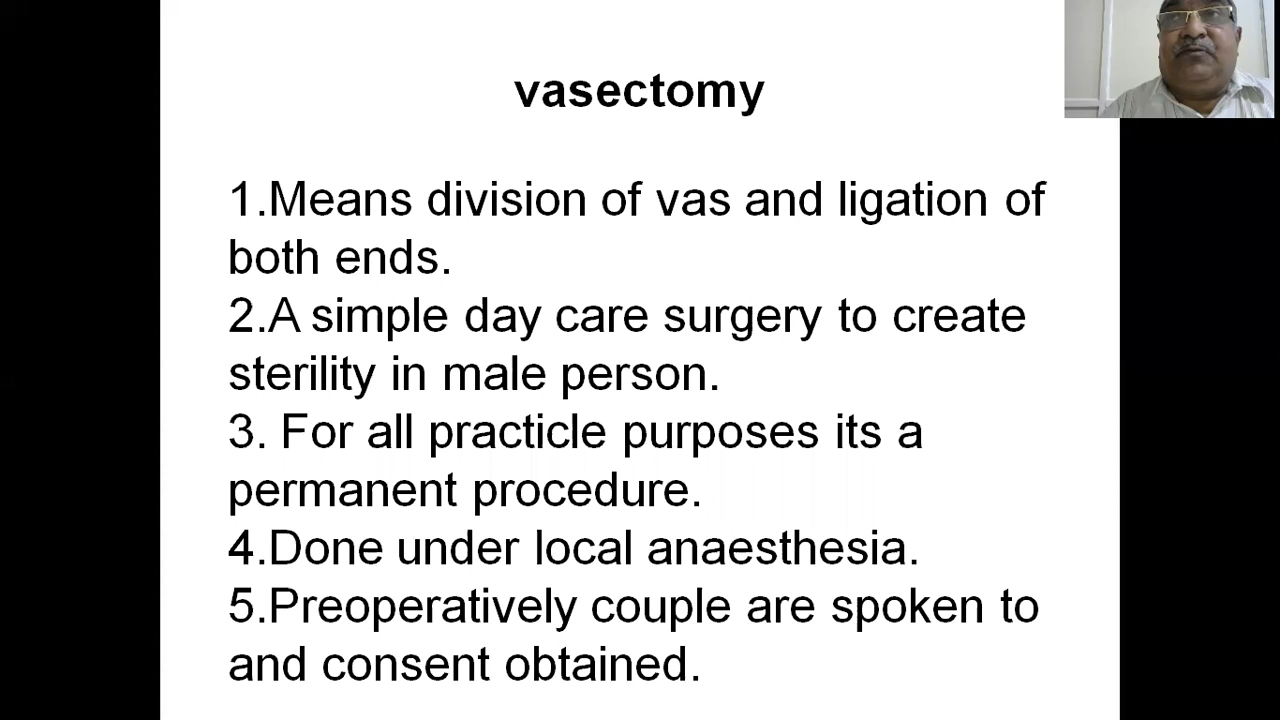 vasectomy
1.Means division of vas and ligation of
both ends.
2.A simple day care surgery to create
sterility in male person.
3. For all practicle purposes its a
permanent procedure.
4.Done under local anaesthesia.
5.Preoperatively couple are spoken to
and consent obtained.